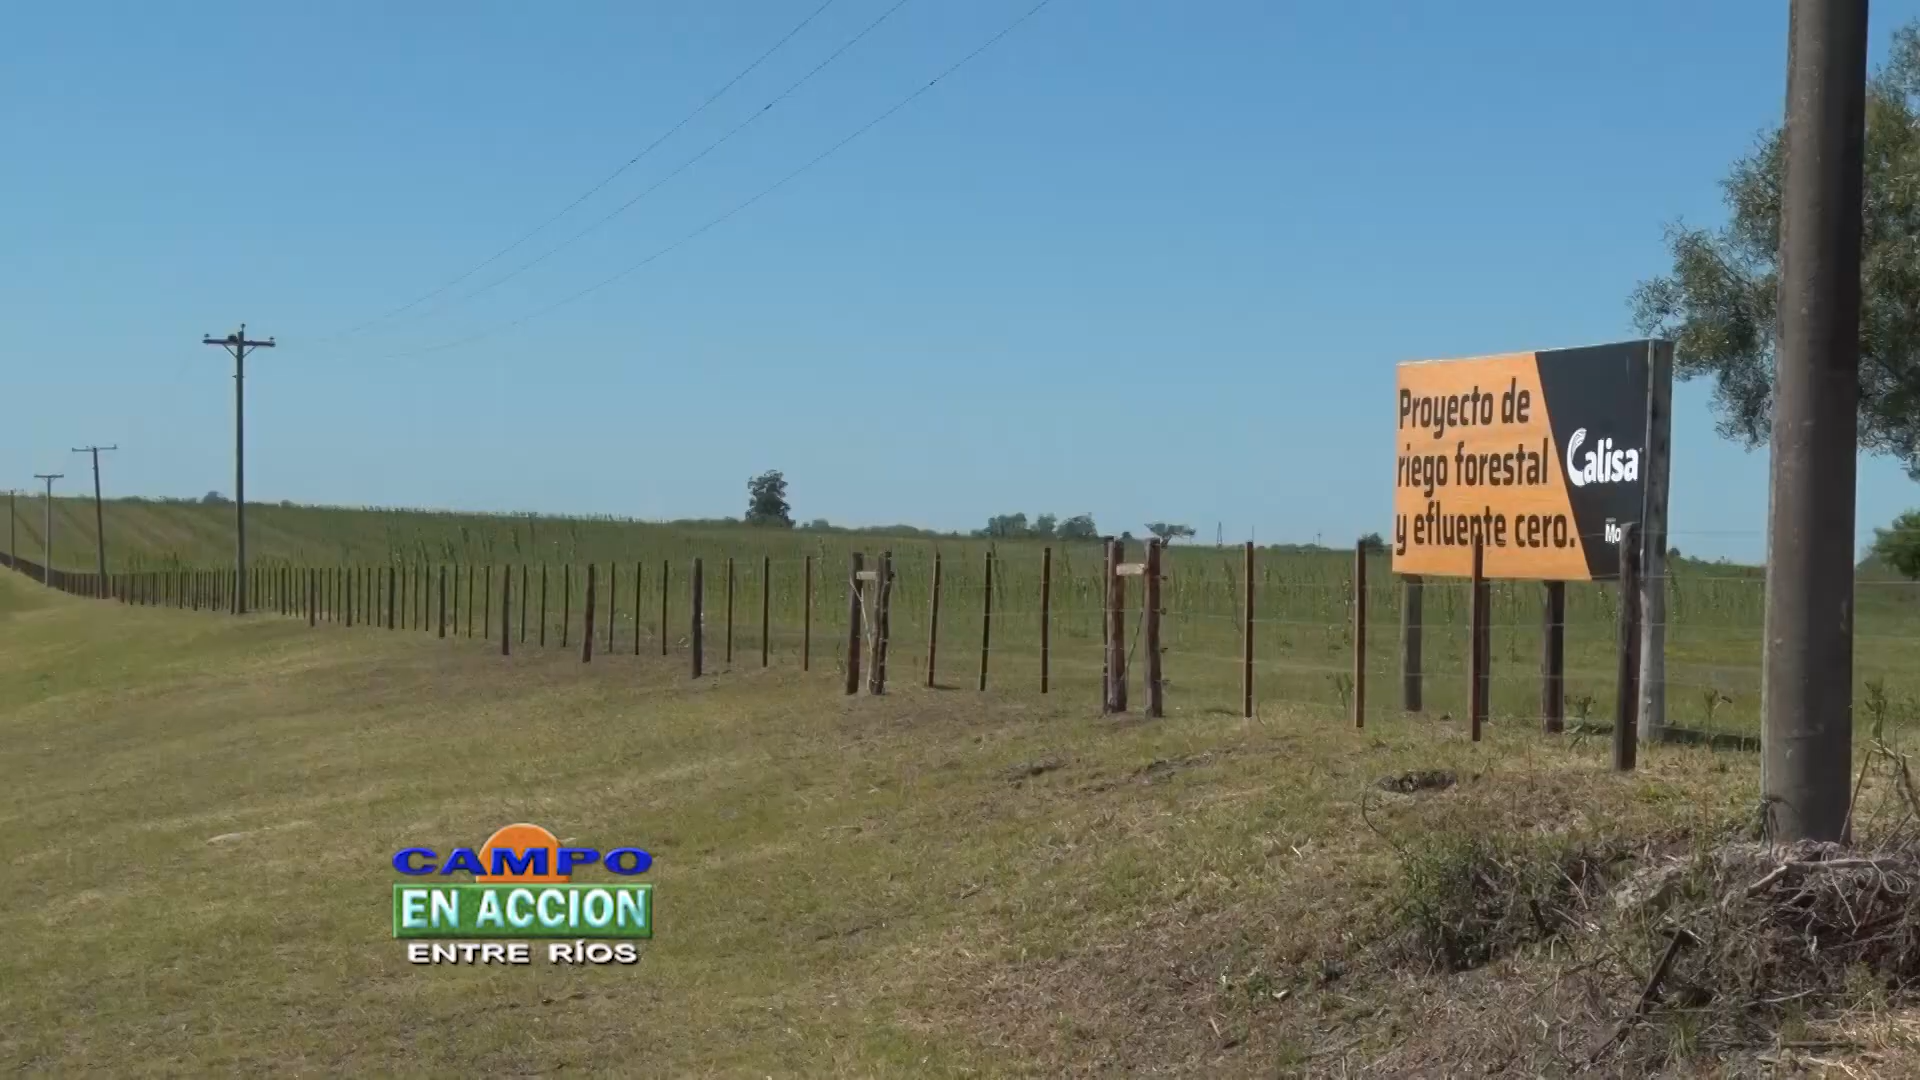 Proyecto de
riego forestal
y efluente cero.
Calisa
CAMPO
EN ACCION
ENTRE RÍOS